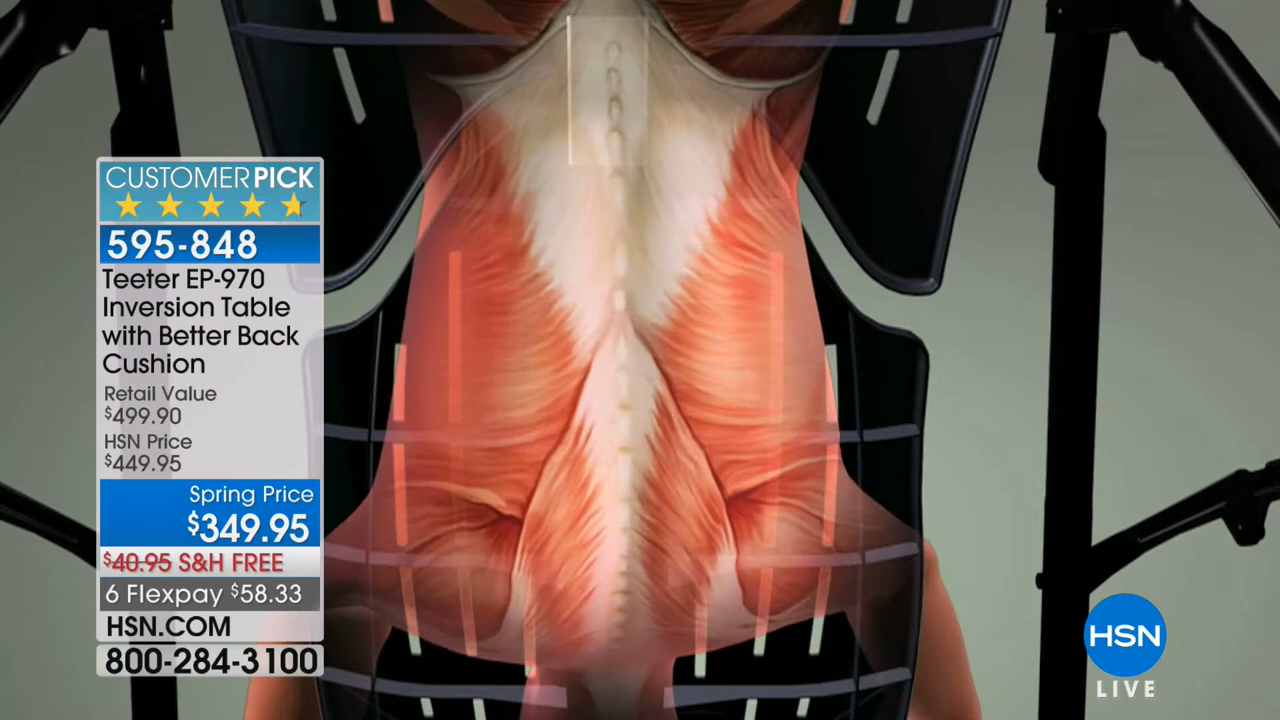 CUSTOMERPICK
595-848
Teeter EP-970
Inversion Table
with Better Back
Cushion
Retail Value
$499.90
HSN Price
$449.95
Spring Price
$349.95
$40.95 S&H FREE
6 Flexpay $58.33
HSN.COM
800-284-3100
HSN
LIVE